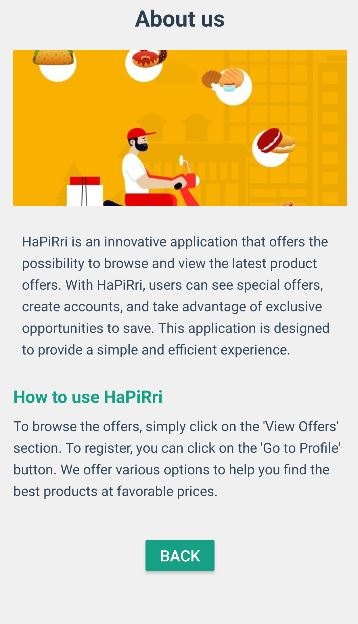 About us
HaPiRri is an innovative application that offers the
possibility to browse and view the latest product
offers. With HaPiRri, users can see special offers,
create accounts, and take advantage of exclusive
opportunities to save. This application is designed
to provide a simple and efficient experience.
How to use HaPiRri
To browse the offers, simply click on the 'View Offers'
section. To register, you can click on the 'Go to Profile'
button. We offer various options to help you find the
best products at favorable prices.
BACK